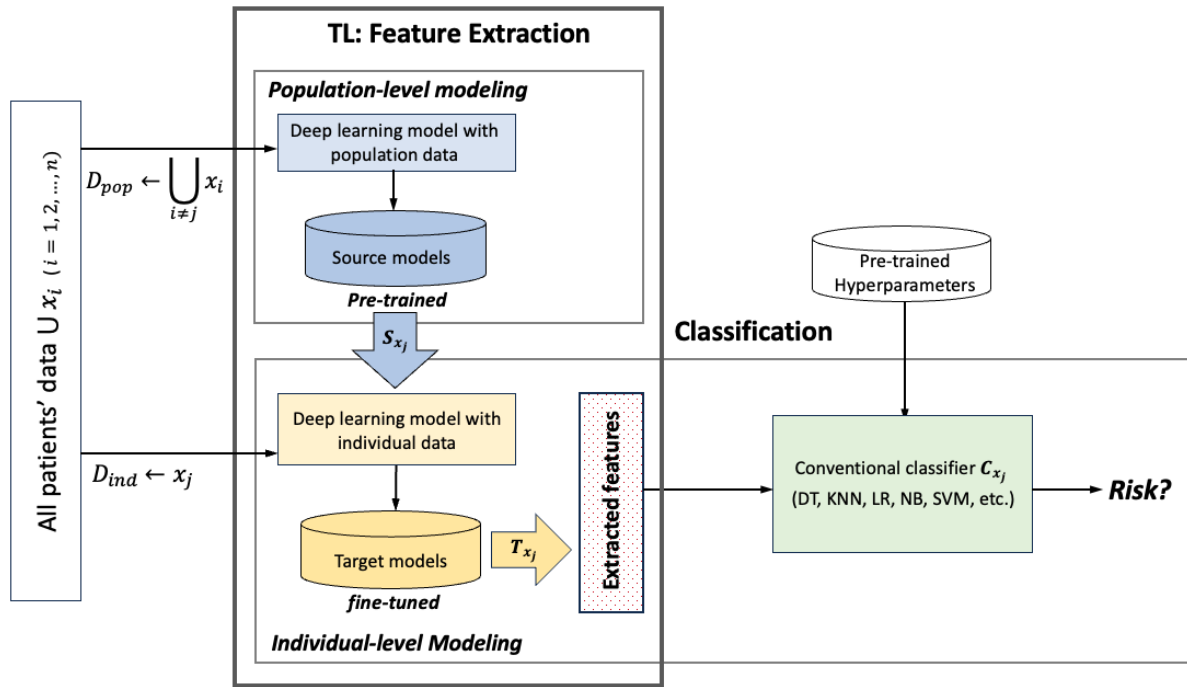 TL: Feature Extraction
Population-level modeling
All patients' data ⋃ xᵢ ( i = 1, 2, ..., n)
Deep learning model with
population data
D_pop ← ⋃_{i≠j} xᵢ
Source models
Pre-trained
S_{x_j}
Pre-trained
Hyperparameters
Classification
Deep learning model with
individual data
D_ind ← x_j
Target models
fine-tuned
T_{x_j}
Extracted features
Conventional classifier C_{x_j}
(DT, KNN, LR, NB, SVM, etc.)
Risk?
Individual-level Modeling